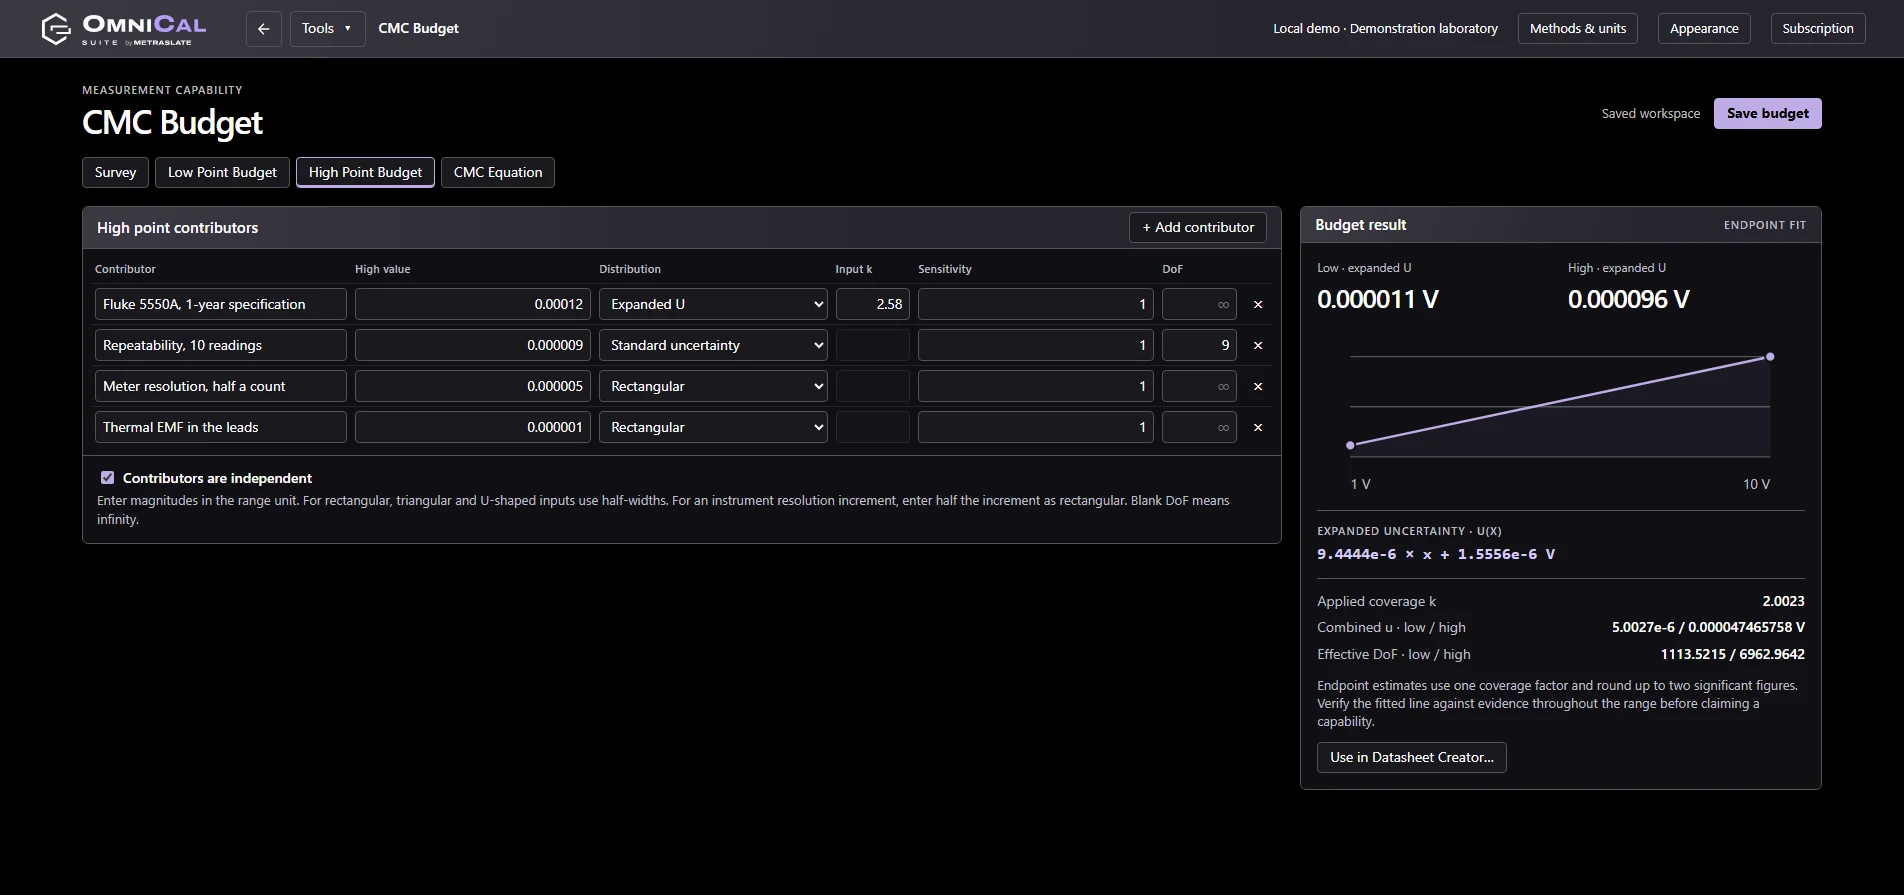 OMNICAL
SUITE by METRASLATE
← Tools ▼ CMC Budget
Local demo · Demonstration laboratory Methods & units Appearance Subscription
MEASUREMENT CAPABILITY
CMC Budget
Saved workspace Save budget
Survey Low Point Budget High Point Budget CMC Equation
High point contributors + Add contributor
Contributor High value Distribution Input k Sensitivity DoF
Fluke 5550A, 1-year specification 0.00012 Expanded U 2.58 1 ∞ ×
Repeatability, 10 readings 0.000009 Standard uncertainty 1 9 ×
Meter resolution, half a count 0.000005 Rectangular 1 ∞ ×
Thermal EMF in the leads 0.000001 Rectangular 1 ∞ ×
Contributors are independent
Enter magnitudes in the range unit. For rectangular, triangular and U-shaped inputs use half-widths. For an instrument resolution increment, enter half the increment as rectangular. Blank DoF means
infinity.
Budget result ENDPOINT FIT
Low · expanded U High · expanded U
0.000011 V 0.000096 V
1 V 10 V
EXPANDED UNCERTAINTY · U(X)
9.4444e-6 × x + 1.5556e-6 V
Applied coverage k 2.0023
Combined u · low / high 5.0027e-6 / 0.000047465758 V
Effective DoF · low / high 1113.5215 / 6962.9642
Endpoint estimates use one coverage factor and round up to two significant figures.
Verify the fitted line against evidence throughout the range before claiming a
capability.
Use in Datasheet Creator...